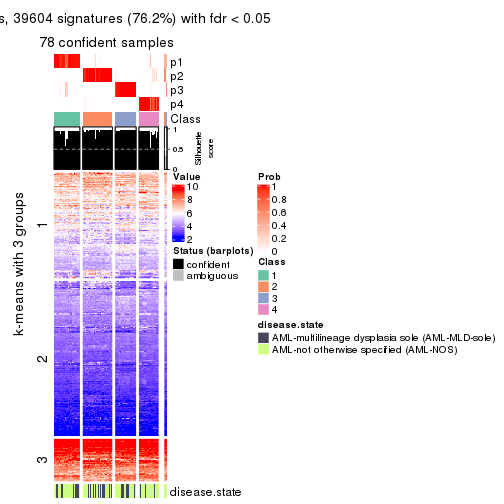 s, 39604 signatures (76.2%) with fdr < 0.05
78 confident samples
p1
p2
p3
p4
Class
1
0.5
0
Silhouette
score
k-means with 3 groups
1
2
3
disease.state
Value
10
8
6
4
2
Status (barplots)
confident
ambiguous
Prob
1
0.8
0.6
0.4
0.2
0
Class
1
2
3
4
disease.state
AML-multilineage dysplasia sole (AML-MLD-sole)
AML-not otherwise specified (AML-NOS)